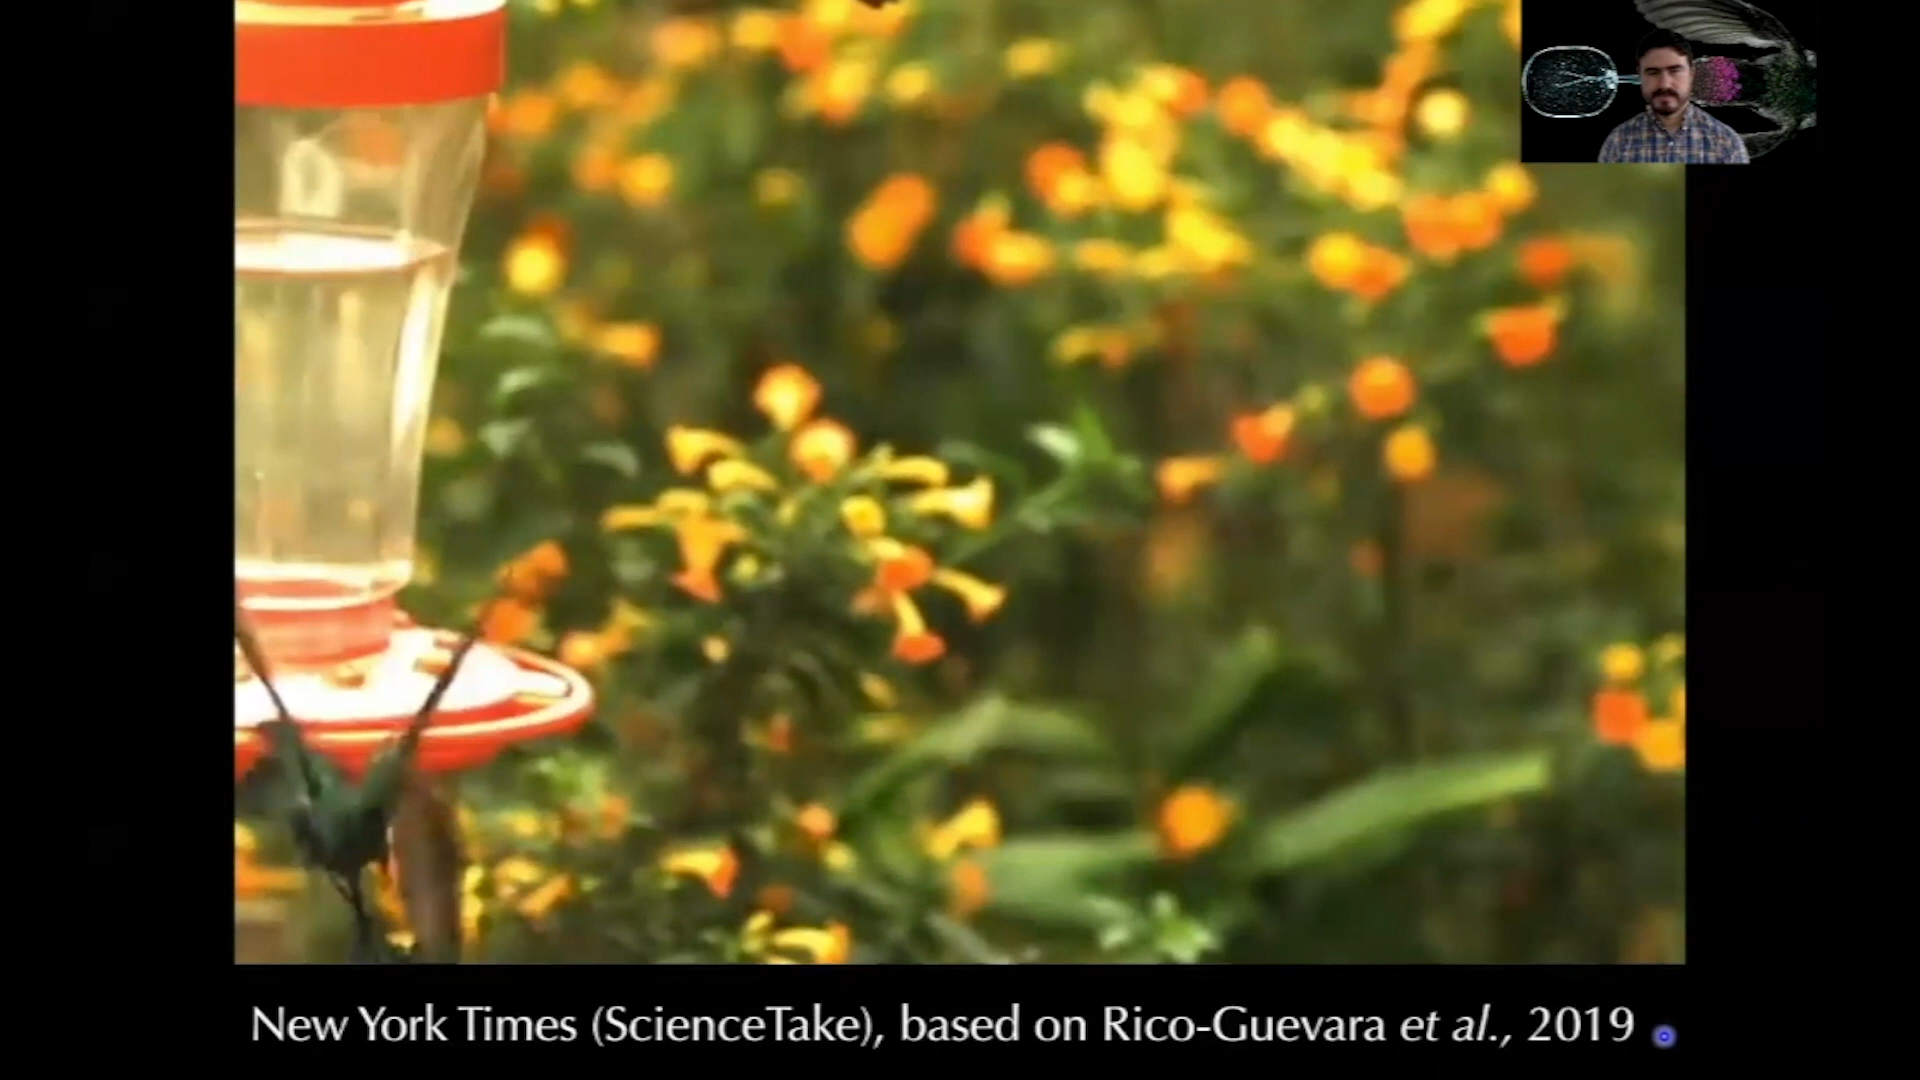 New York Times (ScienceTake), based on Rico-Guevara et al., 2019